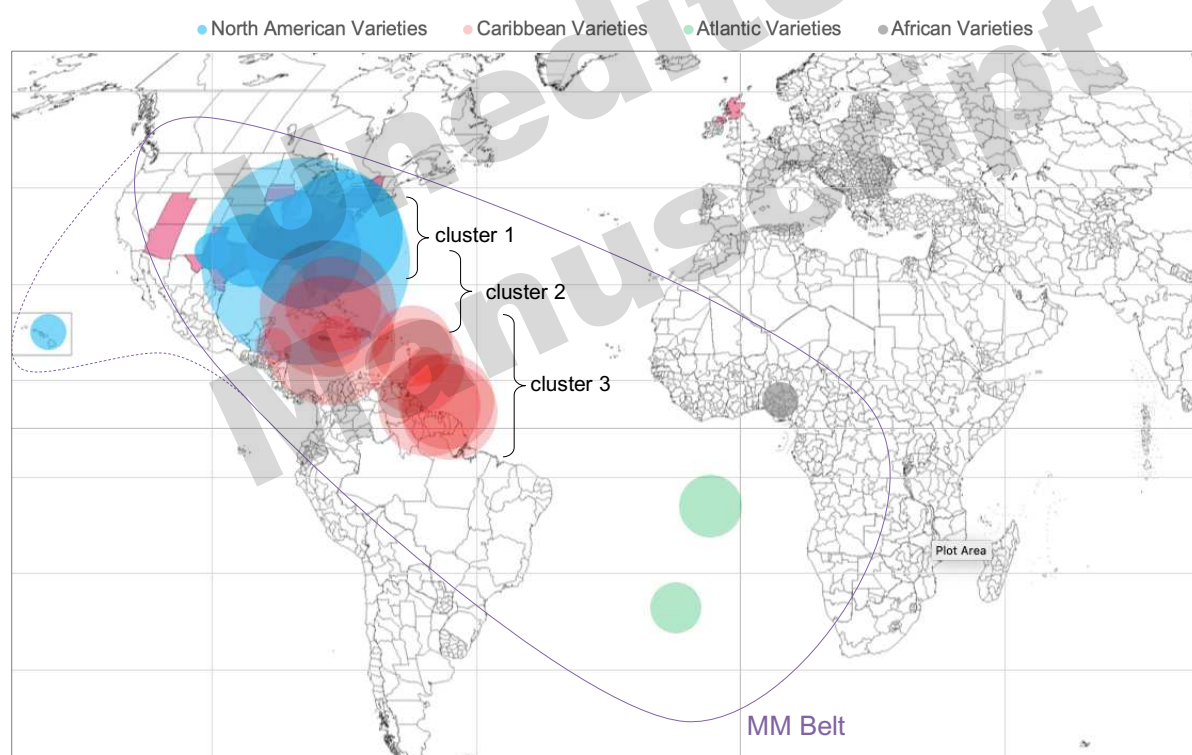 North American Varieties Caribbean Varieties Atlantic Varieties African Varieties
Unedited
Manuscript
cluster 1
cluster 2
cluster 3
Plot Area
MM Belt